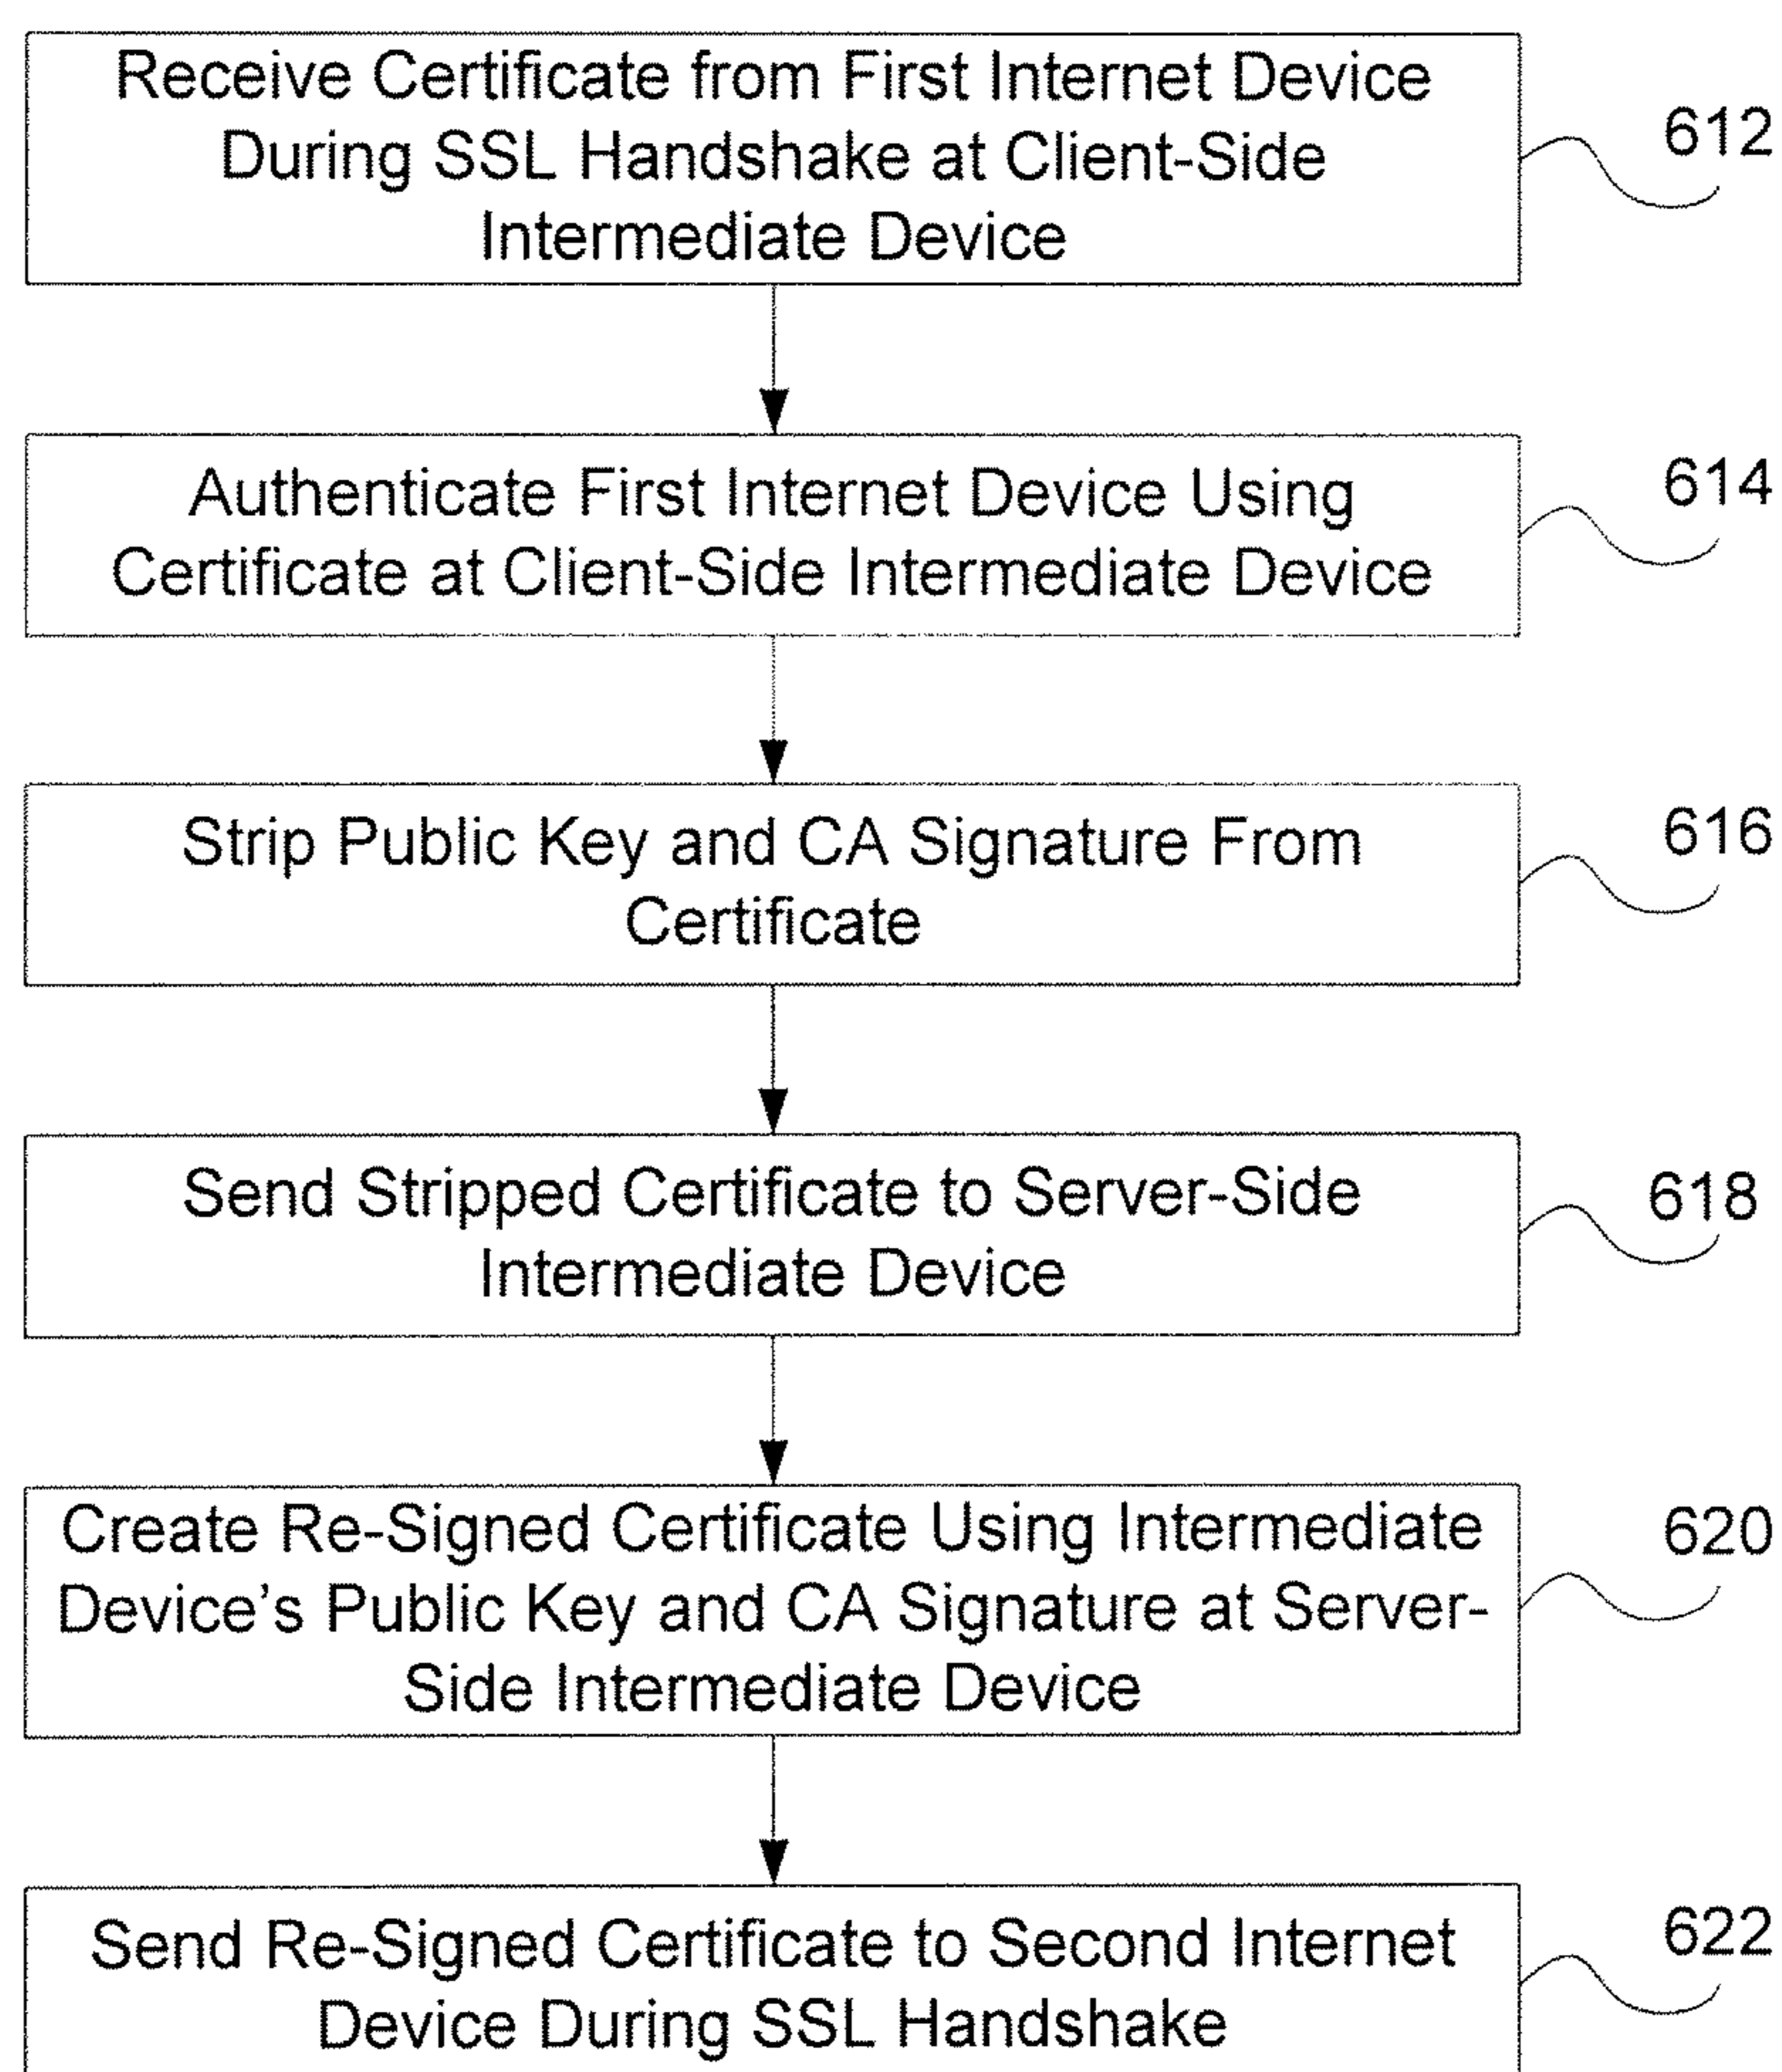 Receive Certificate from First Internet Device
During SSL Handshake at Client-Side
Intermediate Device
612
Authenticate First Internet Device Using
Certificate at Client-Side Intermediate Device
614
Strip Public Key and CA Signature From
Certificate
616
Send Stripped Certificate to Server-Side
Intermediate Device
618
Create Re-Signed Certificate Using Intermediate
Device's Public Key and CA Signature at Server-
Side Intermediate Device
620
Send Re-Signed Certificate to Second Internet
Device During SSL Handshake
622